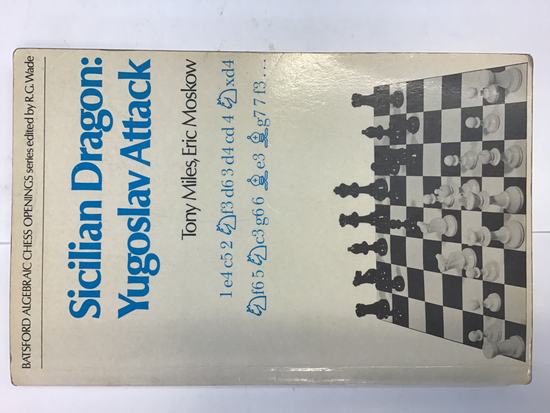 BATSFORD ALGEBRAIC CHESS OPENINGS series edited by R.G. Wade
Sicilian Dragon:
Yugoslav Attack
Tony Miles, Eric Moskow
1 e4 c5 2 ♘f3 d6 3 d4 cd 4 ♘xd4
♘f6 5 ♘c3 g6 6 ♗e3 ♗g7 7 f3 ...